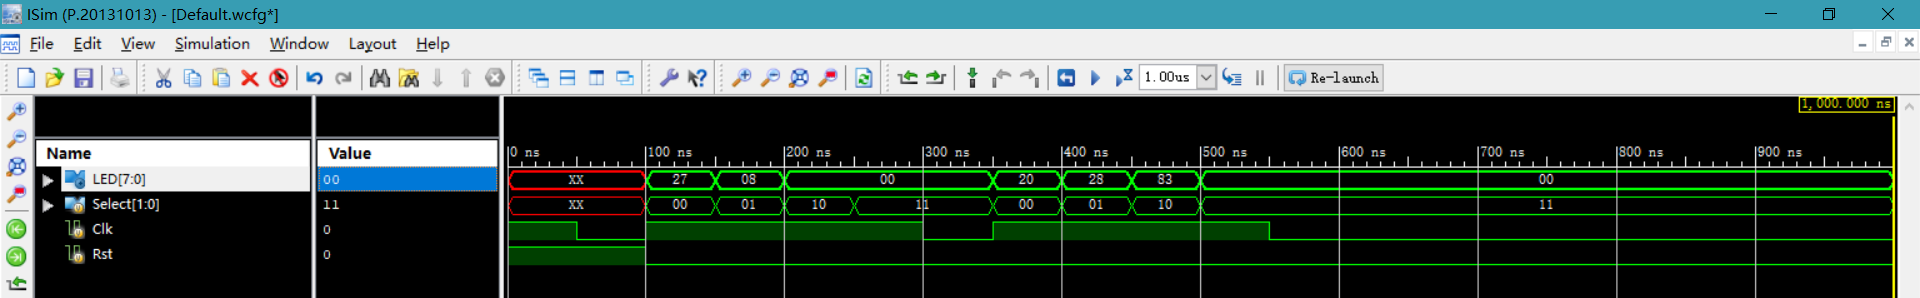 ISim (P.20131013) - [Default.wcfg*]
File Edit View Simulation Window Layout Help
1.00us Re-launch
1,000.000 ns
Name Value
0 ns 100 ns 200 ns 300 ns 400 ns 500 ns 600 ns 700 ns 800 ns 900 ns
LED[7:0] 00 XX 27 08 00 20 28 83 00
Select[1:0] 11 XX 00 01 10 11 00 01 10 11
Clk 0
Rst 0